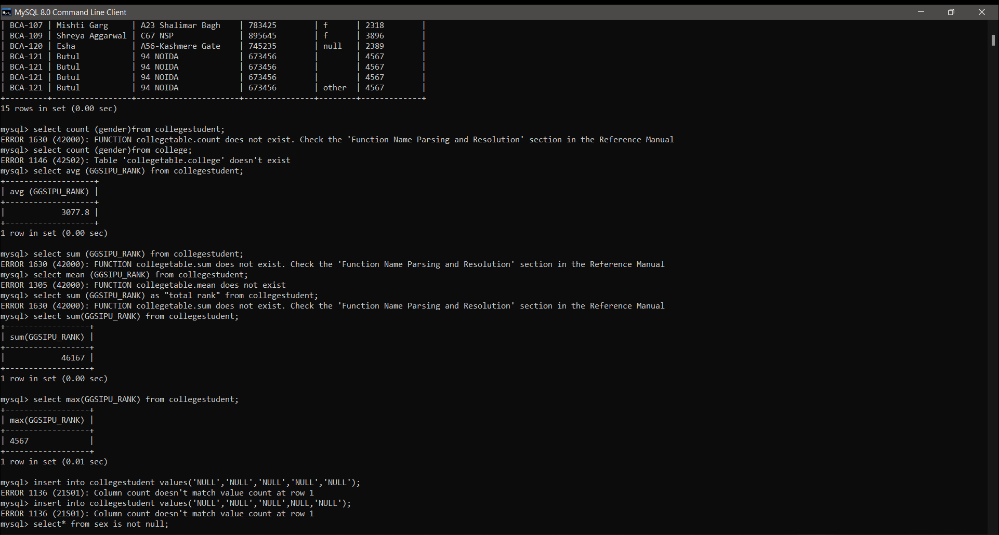 MySQL 8.0 Command Line Client
| BCA-107 | Mishti Garg     | A23 Shalimar Bagh     | 783425        | f      | 2318        |
| BCA-109 | Shreya Aggarwal | C67 NSP               | 895645        | f      | 3896        |
| BCA-120 | Esha            | A56-Kashmere Gate     | 745235        | null   | 2389        |
| BCA-121 | Butul           | 94 NOIDA              | 673456        |        | 4567        |
| BCA-121 | Butul           | 94 NOIDA              | 673456        |        | 4567        |
| BCA-121 | Butul           | 94 NOIDA              | 673456        |        | 4567        |
| BCA-121 | Butul           | 94 NOIDA              | 673456        | other  | 4567        |
+---------+-----------------+----------------------+---------------+--------+-------------+
15 rows in set (0.00 sec)
mysql> select count (gender)from collegestudent;
ERROR 1630 (42000): FUNCTION collegetable.count does not exist. Check the 'Function Name Parsing and Resolution' section in the Reference Manual
mysql> select count (gender)from college;
ERROR 1146 (42S02): Table 'collegetable.college' doesn't exist
mysql> select avg (GGSIPU_RANK) from collegestudent;
+-------------------+
| avg (GGSIPU_RANK) |
+-------------------+
|            3077.8 |
+-------------------+
1 row in set (0.00 sec)
mysql> select sum (GGSIPU_RANK) from collegestudent;
ERROR 1630 (42000): FUNCTION collegetable.sum does not exist. Check the 'Function Name Parsing and Resolution' section in the Reference Manual
mysql> select mean (GGSIPU_RANK) from collegestudent;
ERROR 1305 (42000): FUNCTION collegetable.mean does not exist
mysql> select sum (GGSIPU_RANK) as "total rank" from collegestudent;
ERROR 1630 (42000): FUNCTION collegetable.sum does not exist. Check the 'Function Name Parsing and Resolution' section in the Reference Manual
mysql> select sum(GGSIPU_RANK) from collegestudent;
+------------------+
| sum(GGSIPU_RANK) |
+------------------+
|            46167 |
+------------------+
1 row in set (0.00 sec)
mysql> select max(GGSIPU_RANK) from collegestudent;
+------------------+
| max(GGSIPU_RANK) |
+------------------+
| 4567             |
+------------------+
1 row in set (0.01 sec)
mysql> insert into collegestudent values('NULL','NULL','NULL','NULL','NULL');
ERROR 1136 (21S01): Column count doesn't match value count at row 1
mysql> insert into collegestudent values('NULL','NULL','NULL',NULL,'NULL');
ERROR 1136 (21S01): Column count doesn't match value count at row 1
mysql> select* from sex is not null;